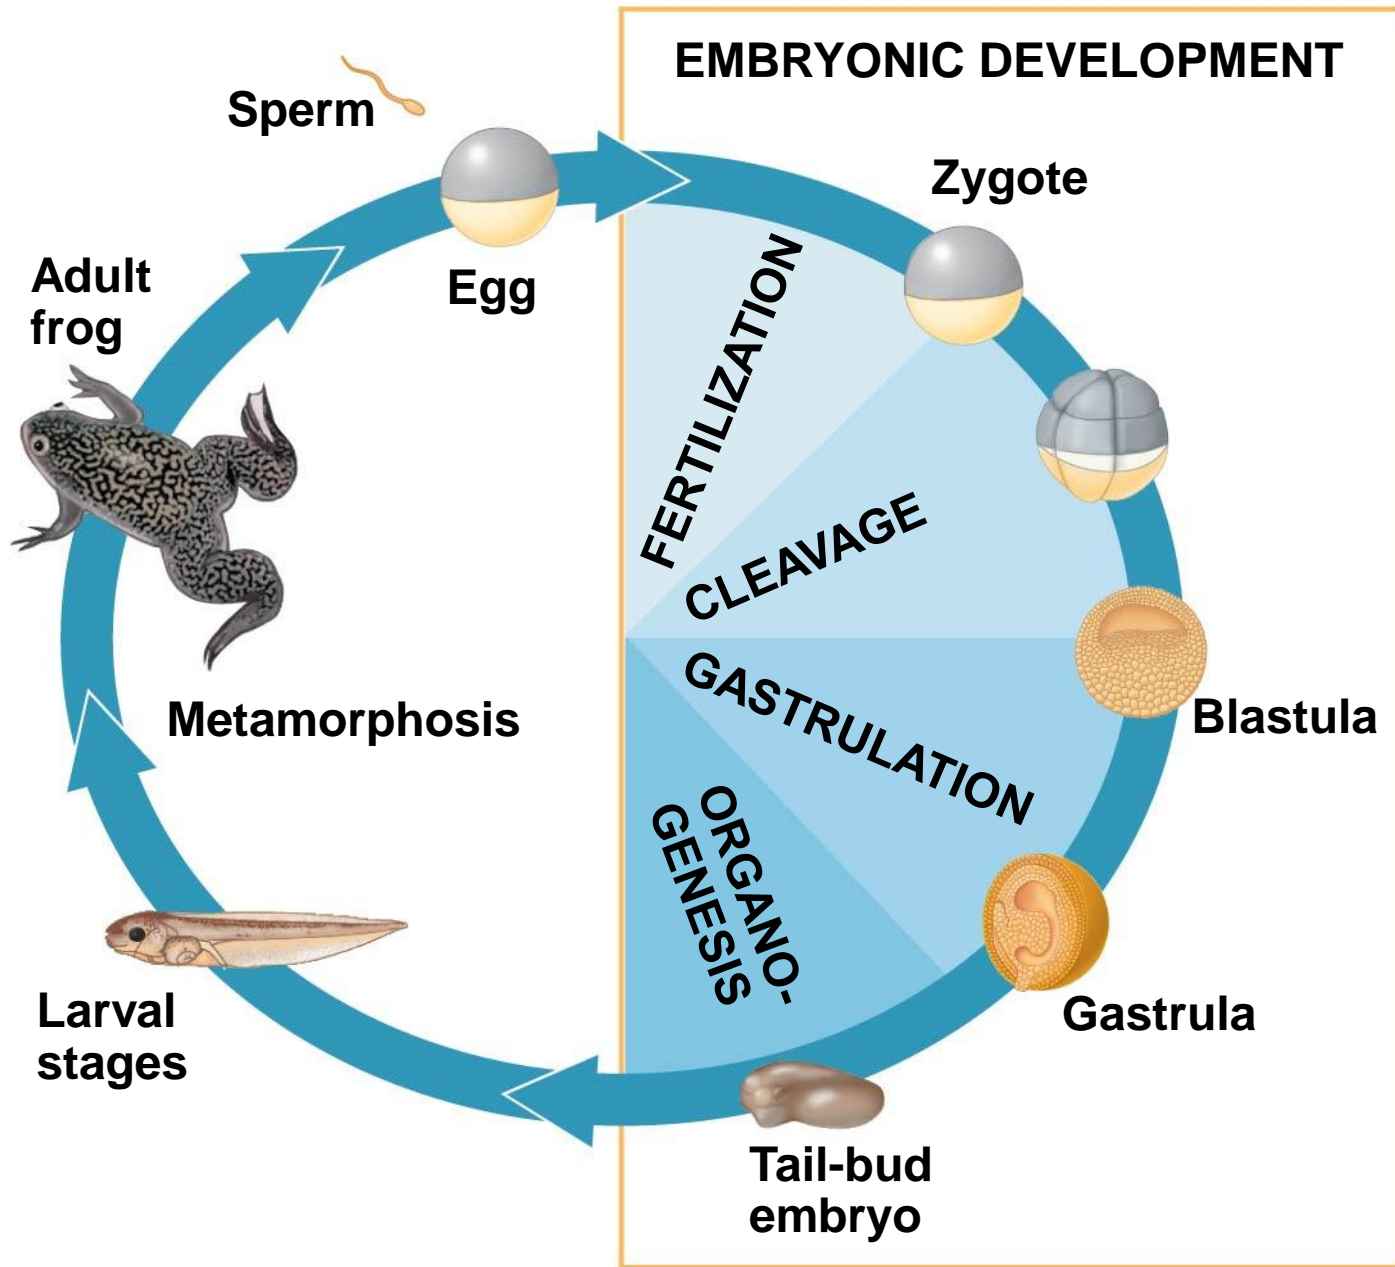 EMBRYONIC DEVELOPMENT
Sperm
Zygote
Egg
Adult
frog
FERTILIZATION
CLEAVAGE
GASTRULATION
Blastula
Metamorphosis
ORGANO-
GENESIS
Gastrula
Larval
stages
Tail-bud
embryo